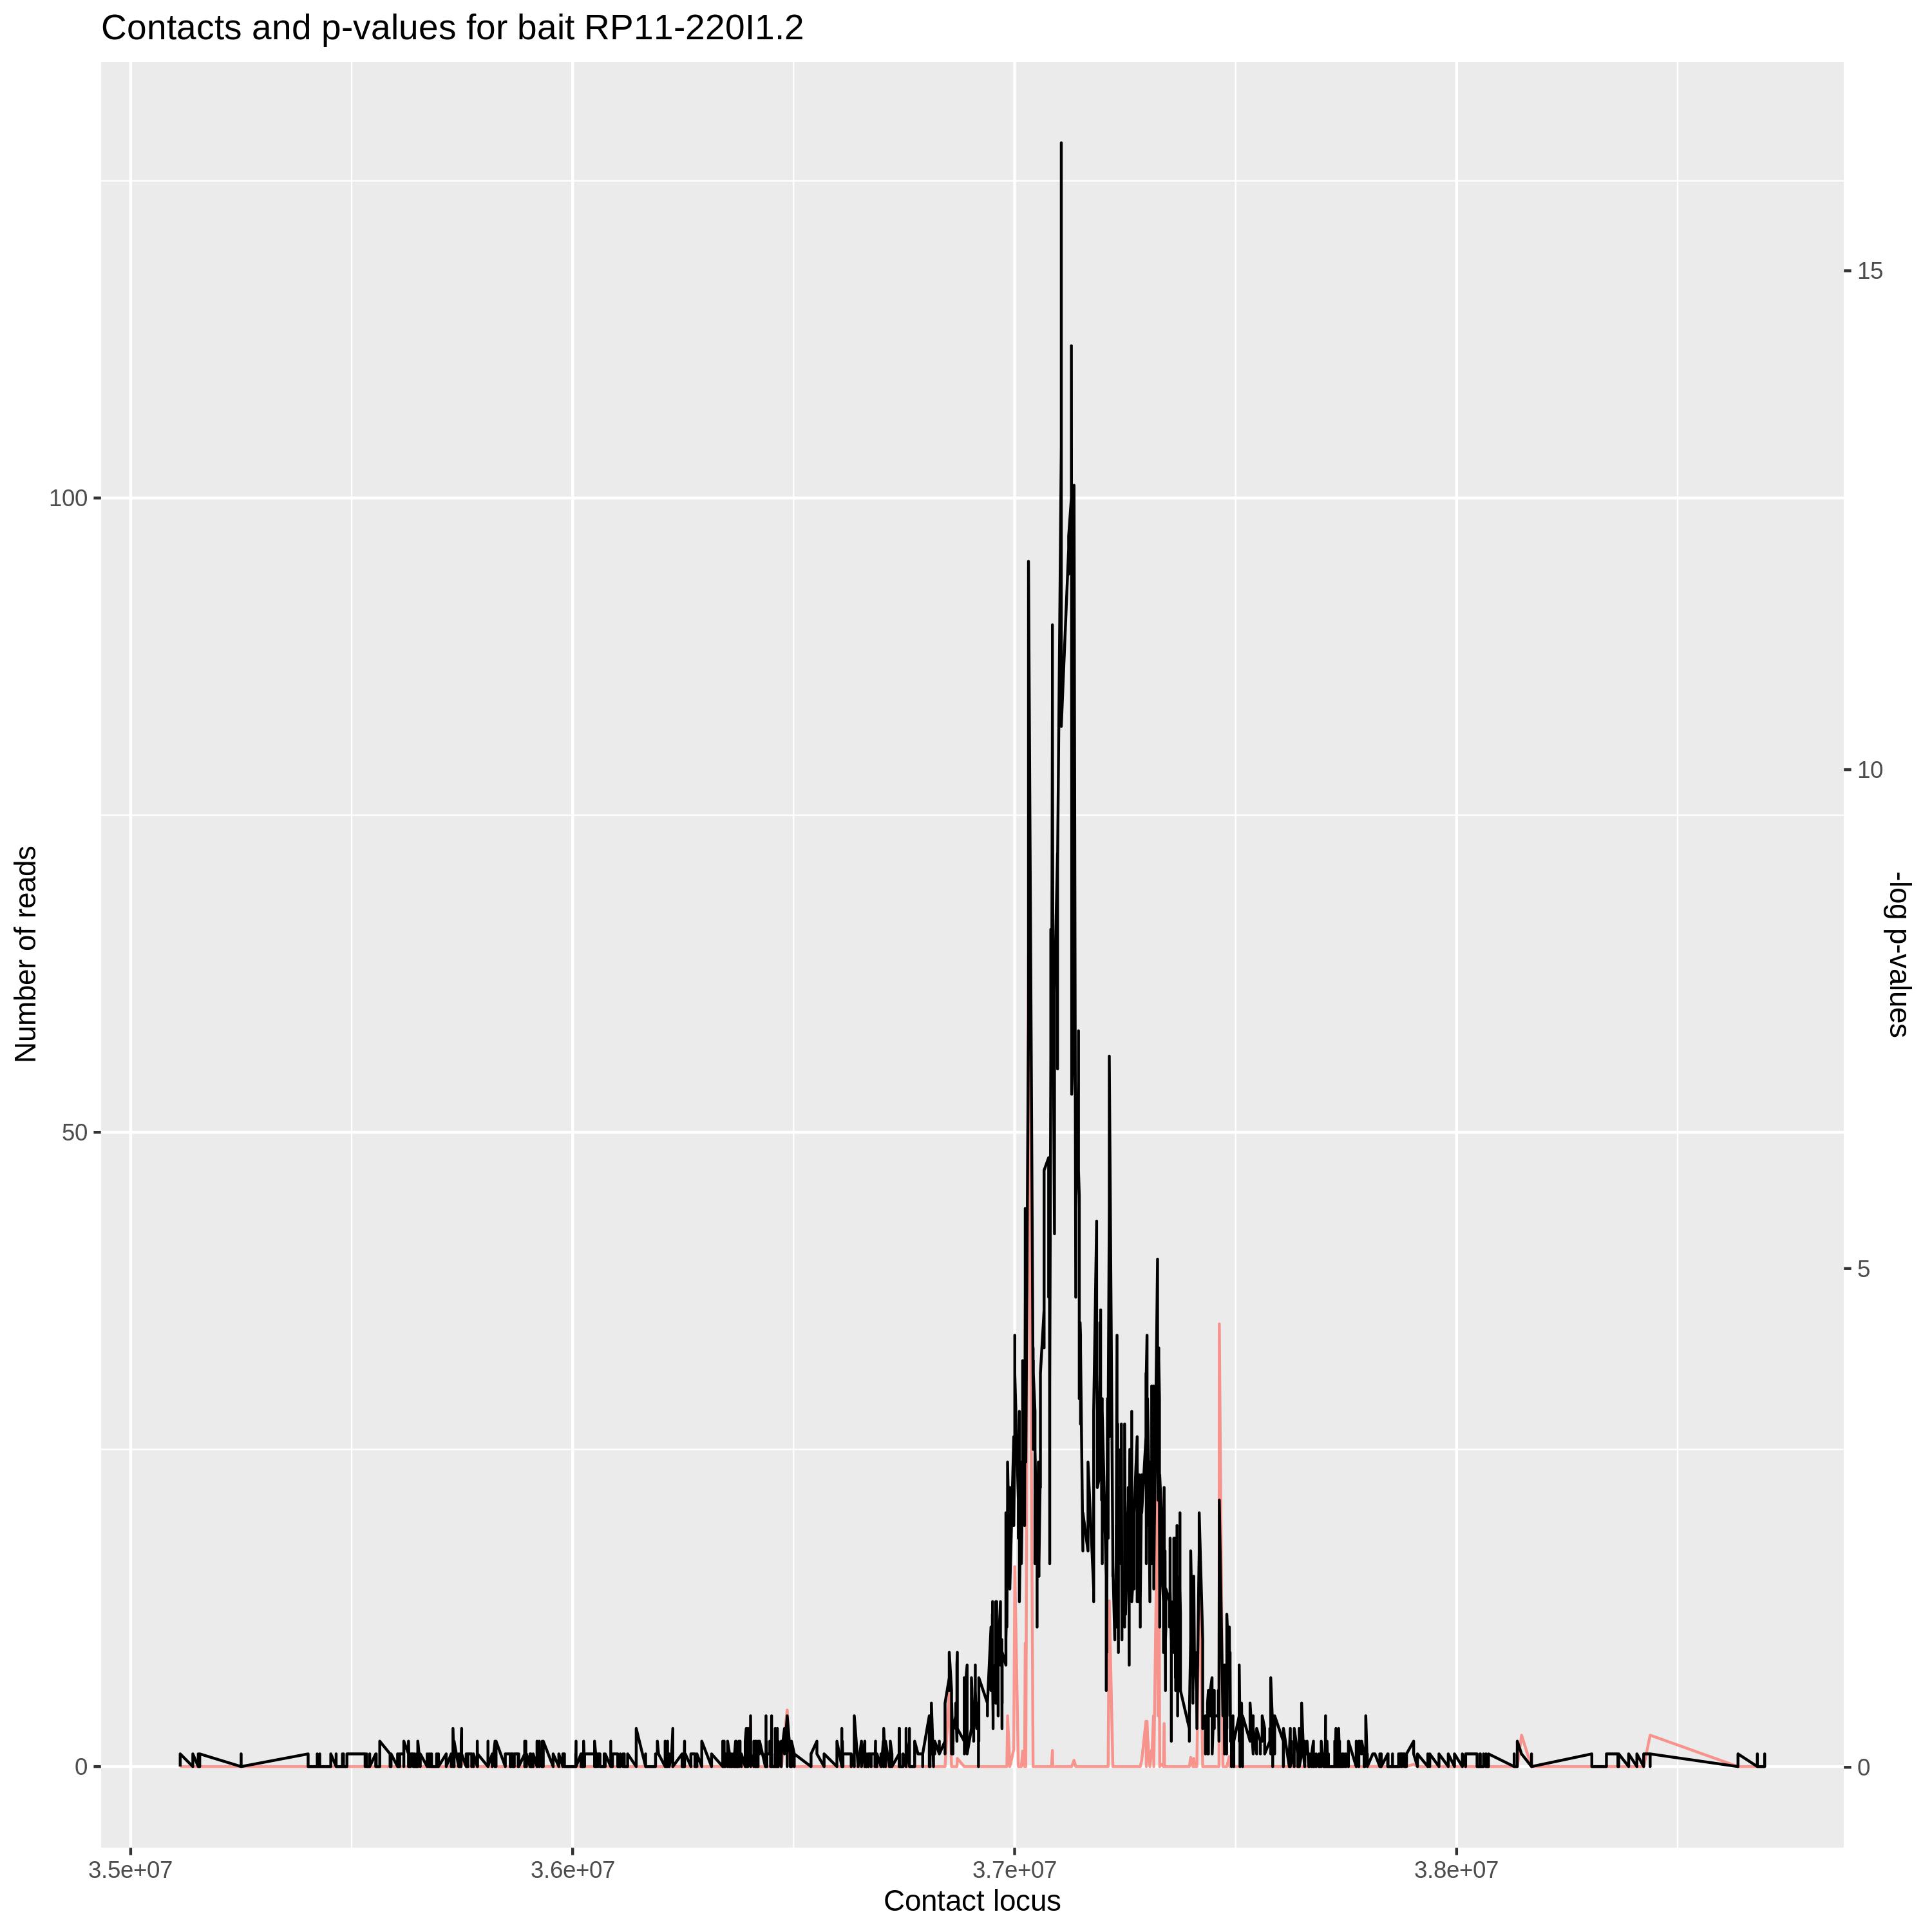 Contacts and p-values for bait RP11-220I1.2
Number of reads
100
50
0
15
10
5
0
-log p-values
3.5e+07
3.6e+07
3.7e+07
3.8e+07
Contact locus